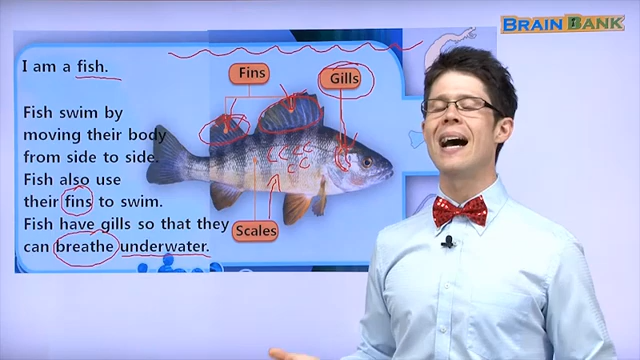 BRAIN BANK
I am a fish.
Fins
Gills
Fish swim by
moving their body
from side to side.
Fish also use
their fins to swim.
Fish have gills so that they
can breathe underwater.
Scales